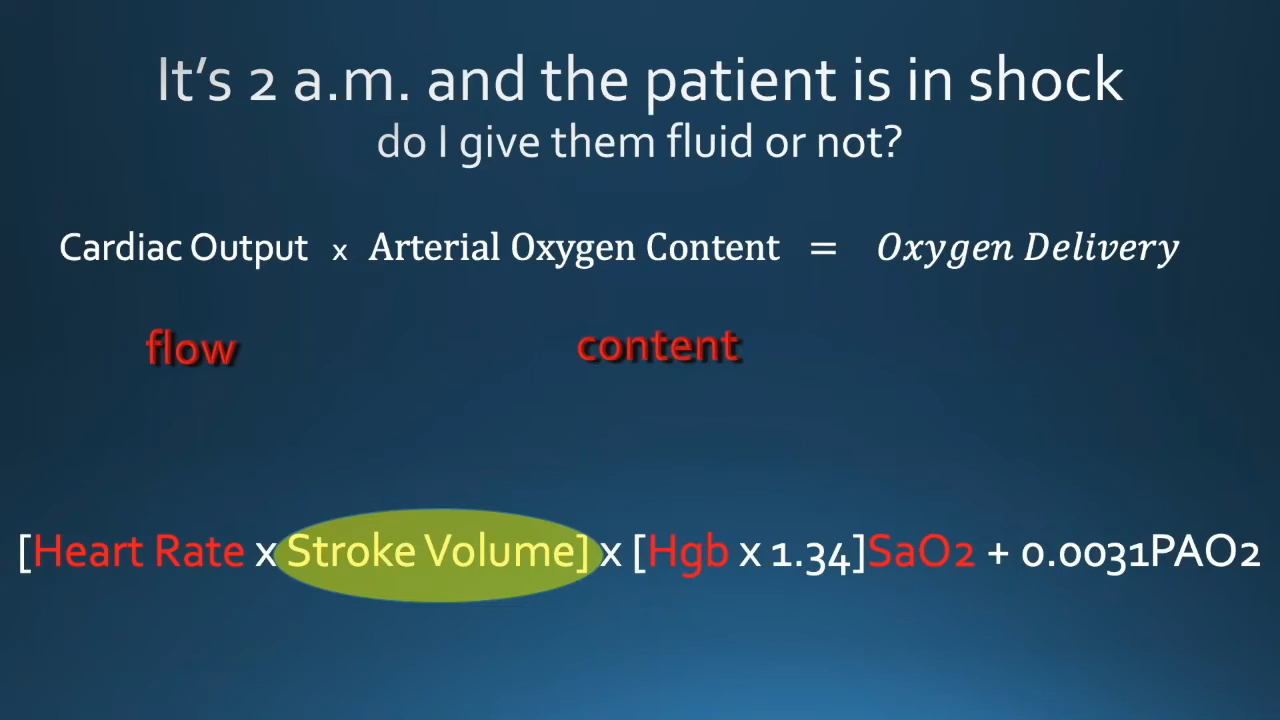 It's 2 a.m. and the patient is in shock
do I give them fluid or not?
Cardiac Output x Arterial Oxygen Content = Oxygen Delivery
flow content
[Heart Rate x Stroke Volume] x [Hgb x 1.34]SaO2 + 0.0031PAO2